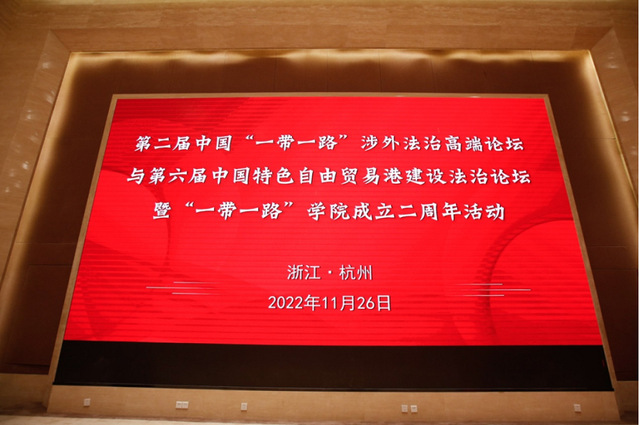 第二届中国“一带一路”涉外法治高端论坛
与第六届中国特色自由贸易港建设法治论坛
暨“一带一路”学院成立二周年活动
浙江·杭州
2022年11月26日